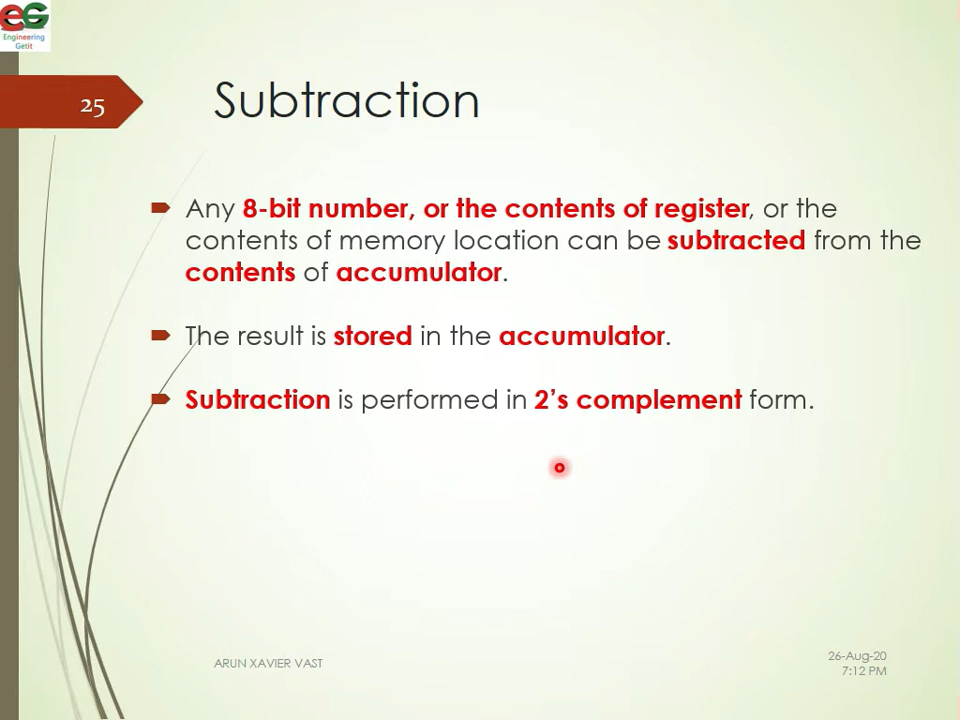 EG
Engineering
Getit
25
Subtraction
Any 8-bit number, or the contents of register, or the
contents of memory location can be subtracted from the
contents of accumulator.
The result is stored in the accumulator.
Subtraction is performed in 2's complement form.
ARUN XAVIER VAST
26-Aug-20
7:12 PM